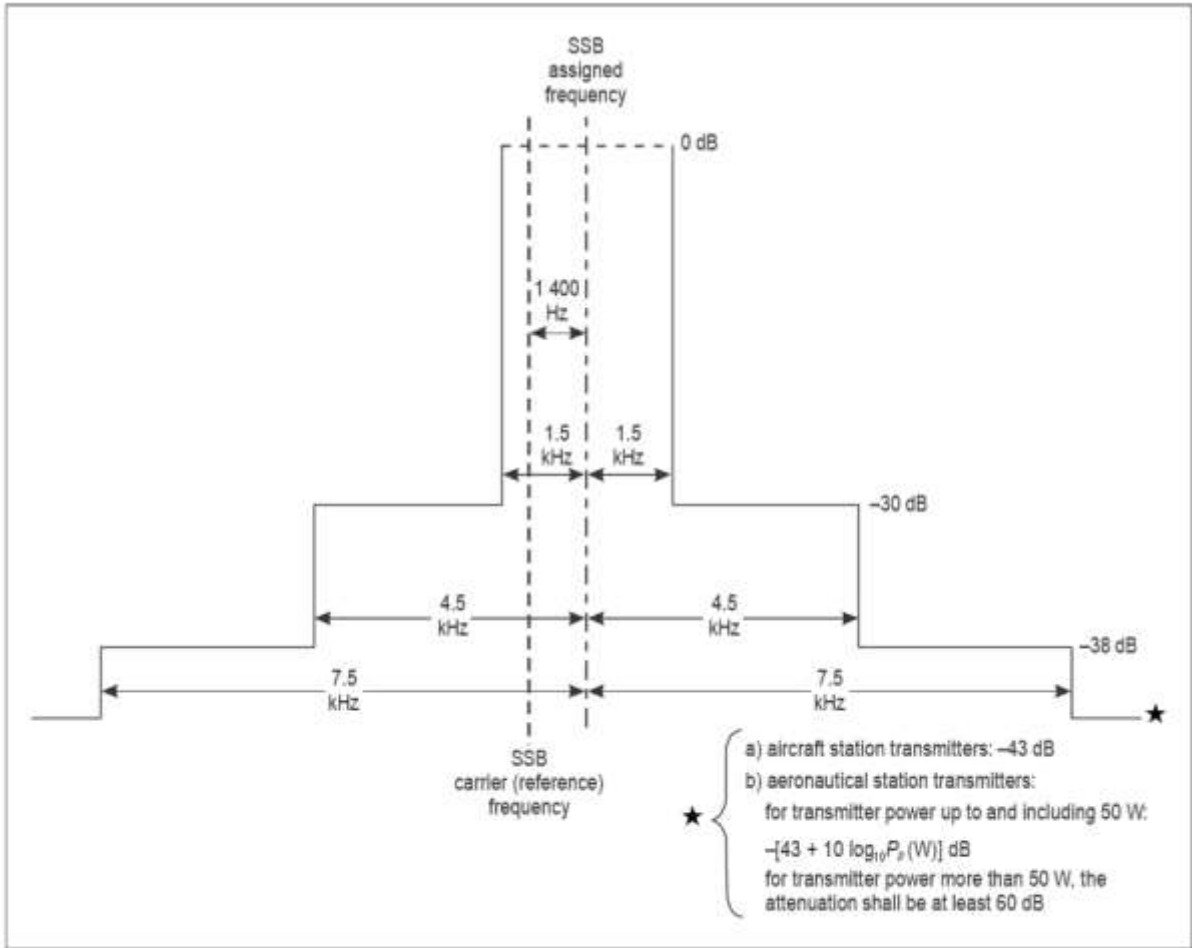 SSB
assigned
frequency
0 dB
1 400
Hz
1.5
kHz
1.5
kHz
–30 dB
4.5
kHz
4.5
kHz
–38 dB
7.5
kHz
7.5
kHz
★
SSB
carrier (reference)
frequency
★
a) aircraft station transmitters: –43 dB
b) aeronautical station transmitters:
for transmitter power up to and including 50 W:
–[43 + 10 log₁₀Pₚ (W)] dB
for transmitter power more than 50 W, the
attenuation shall be at least 60 dB